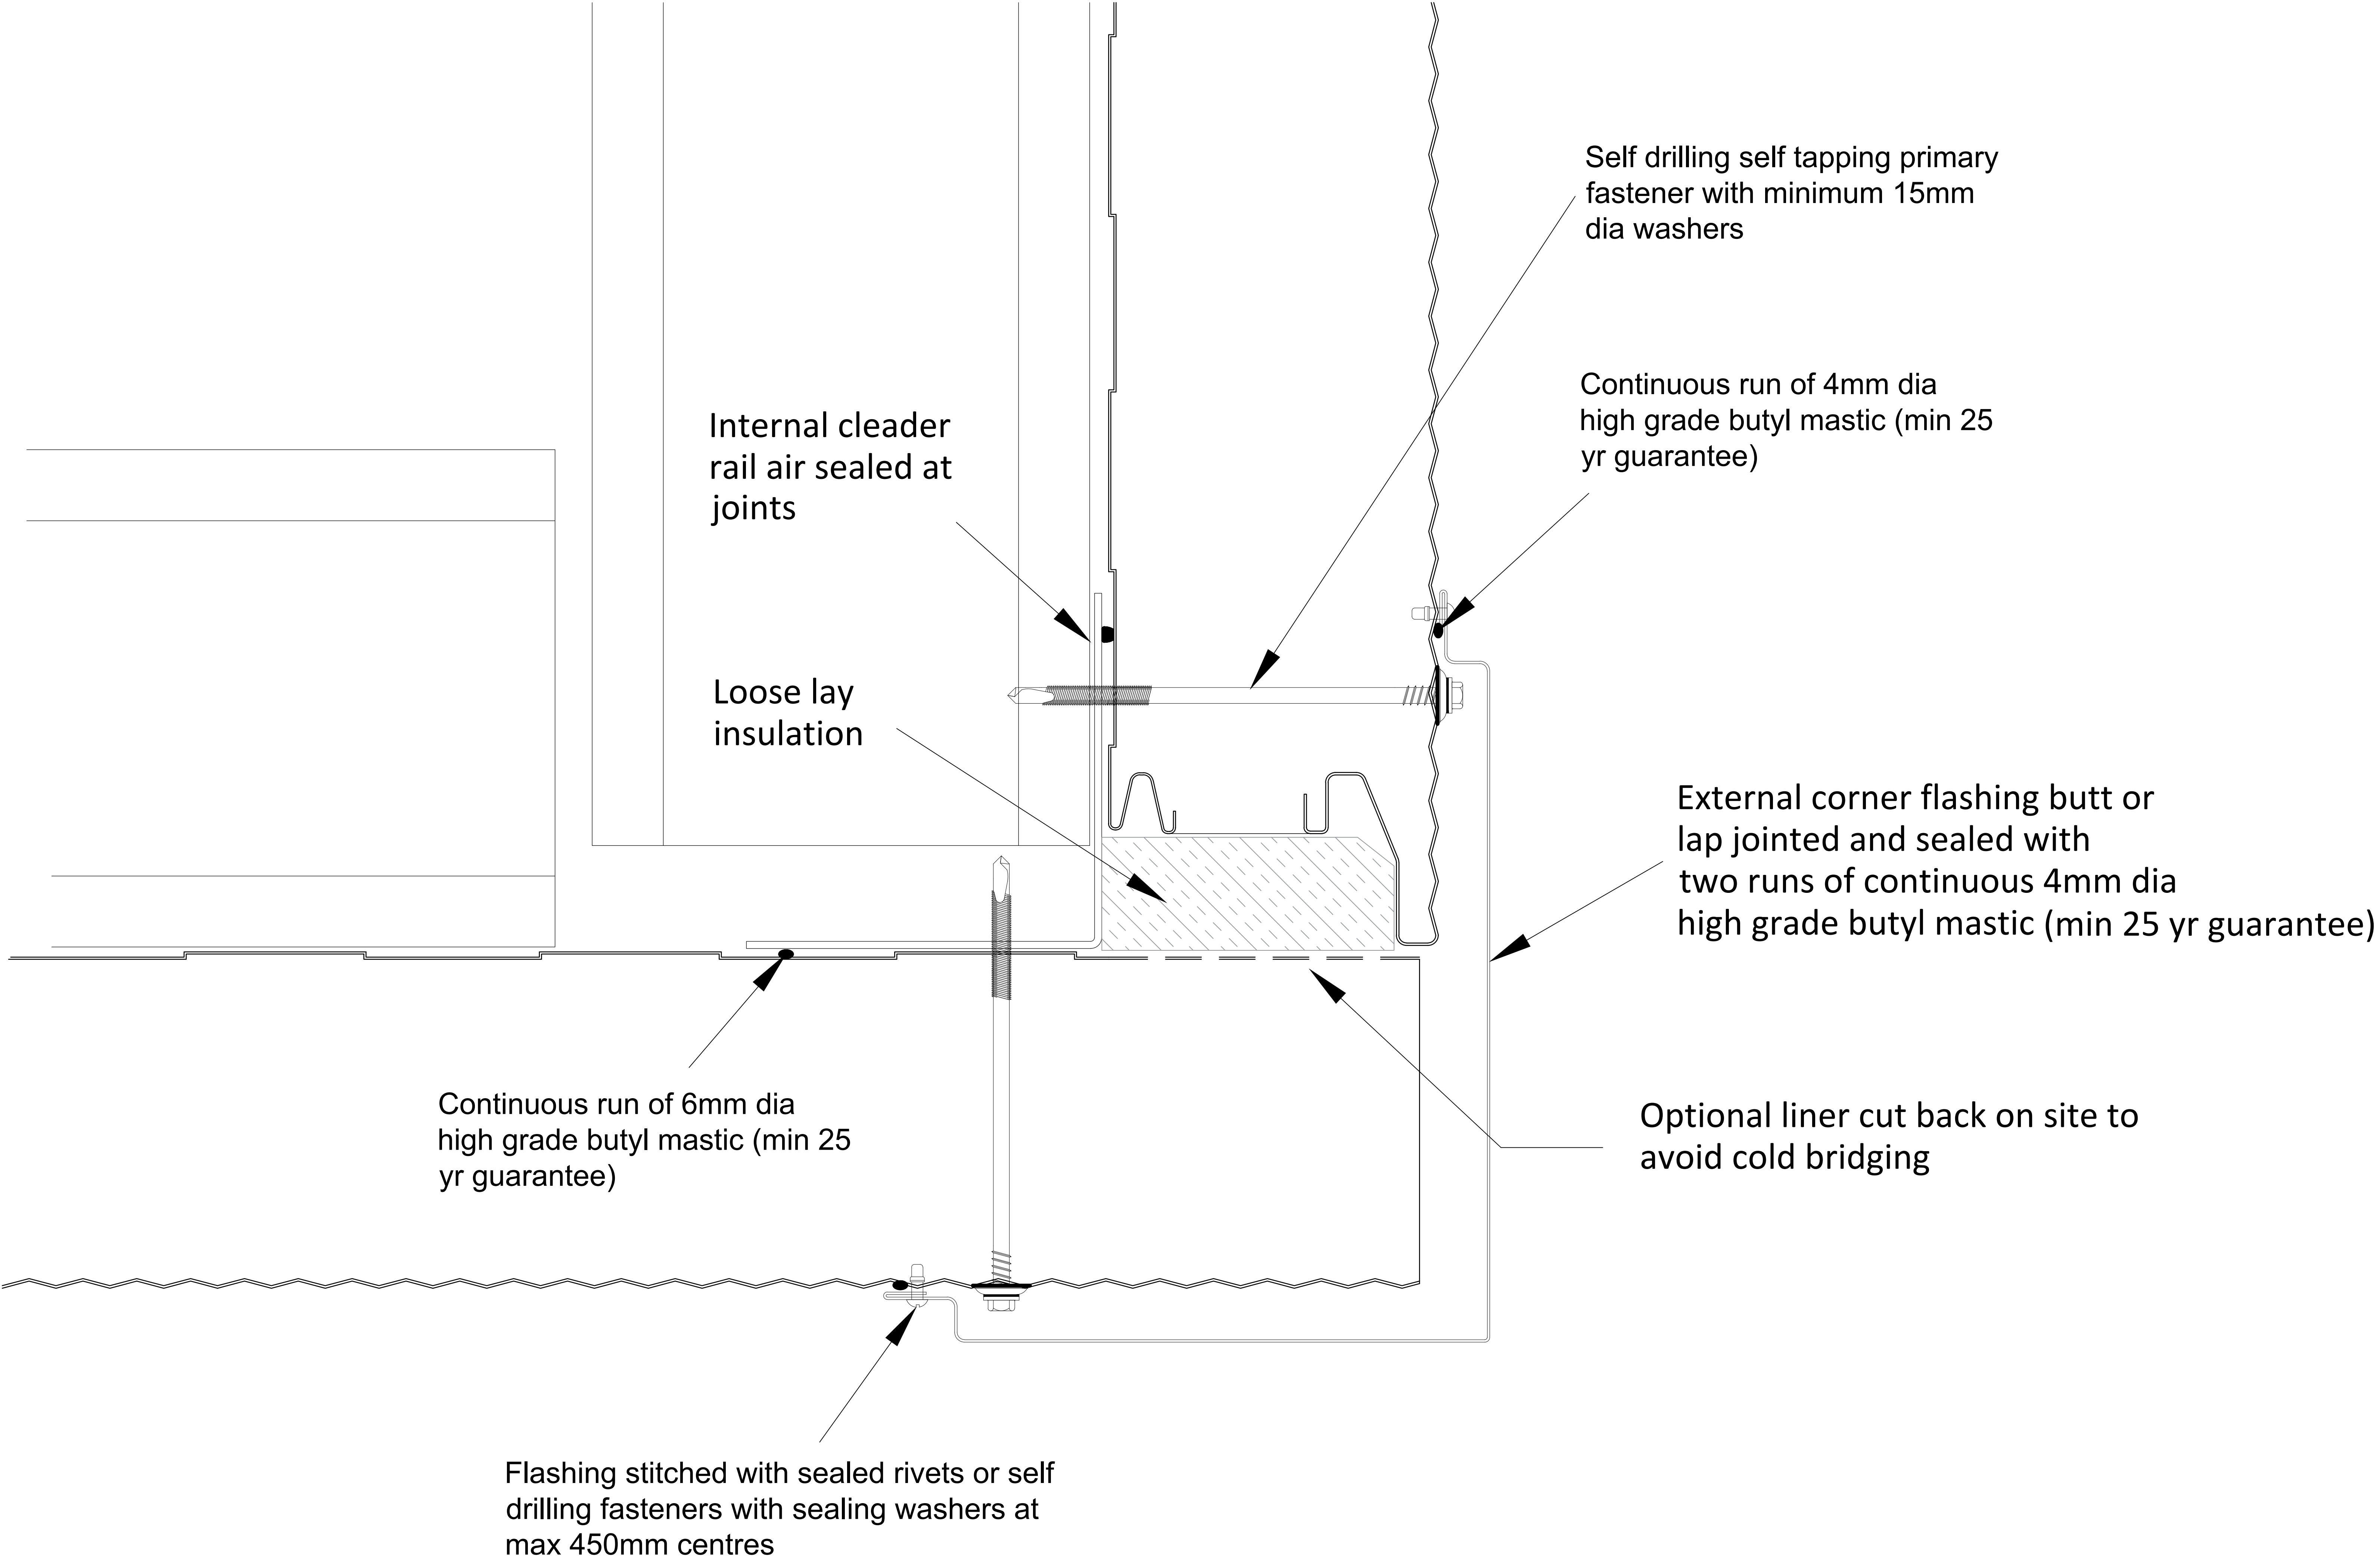 Self drilling self tapping primary
fastener with minimum 15mm
dia washers
Continuous run of 4mm dia
high grade butyl mastic (min 25
yr guarantee)
Internal cleader
rail air sealed at
joints
Loose lay
insulation
External corner flashing butt or
lap jointed and sealed with
two runs of continuous 4mm dia
high grade butyl mastic (min 25 yr guarantee)
Continuous run of 6mm dia
high grade butyl mastic (min 25
yr guarantee)
Optional liner cut back on site to
avoid cold bridging
Flashing stitched with sealed rivets or self
drilling fasteners with sealing washers at
max 450mm centres